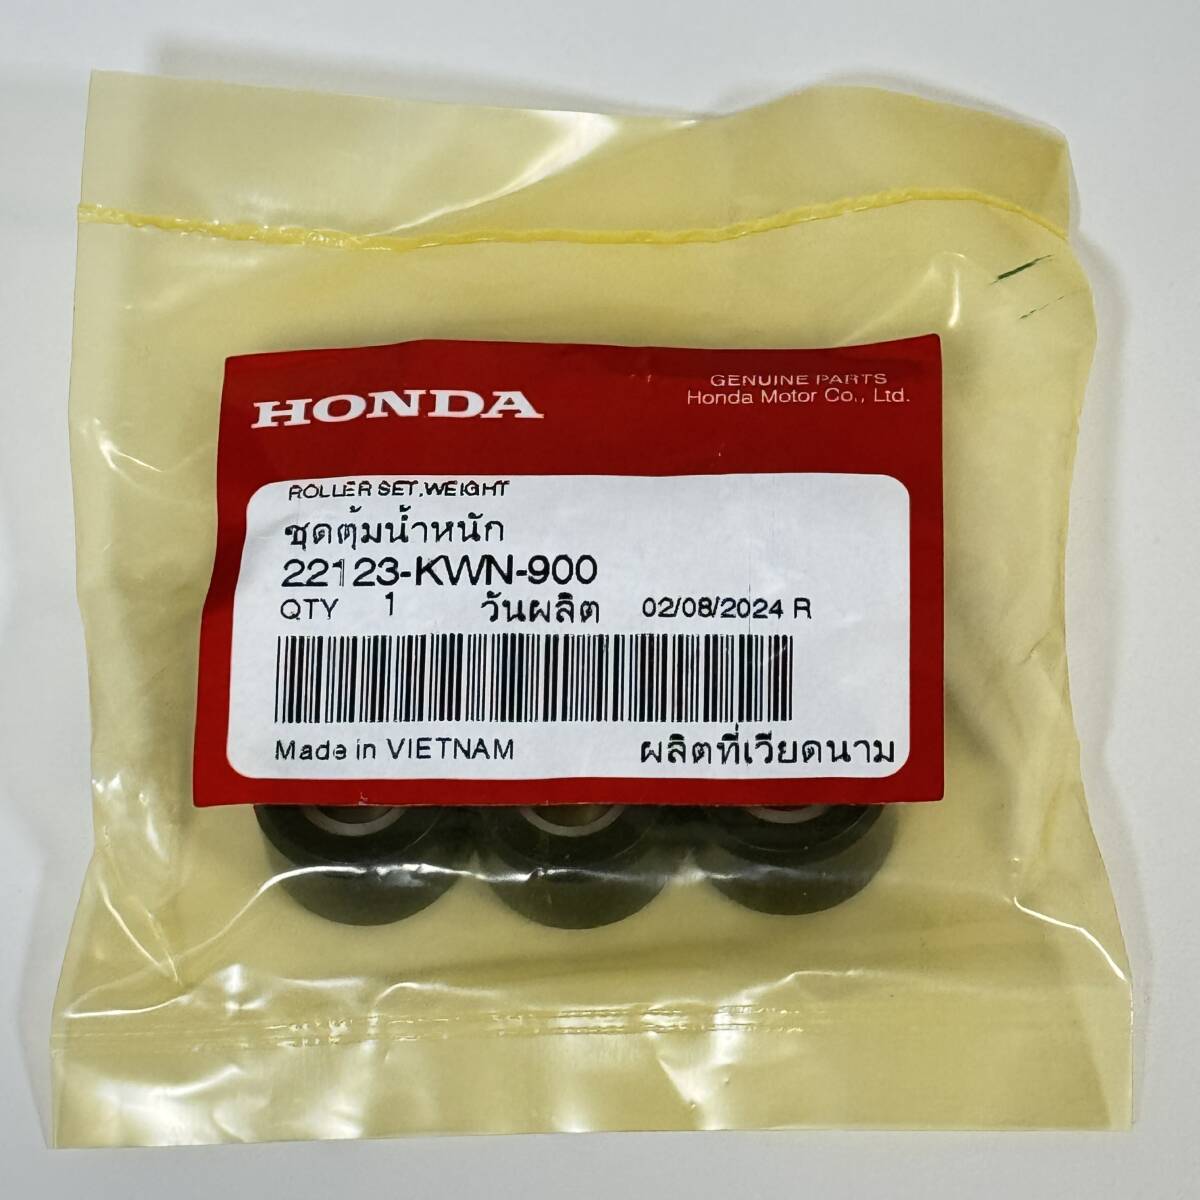 HONDA
GENUINE PARTS
Honda Motor Co., Ltd.
ROLLER SET,WEIGHT
ชุดตุ้มน้ำหนัก
22123-KWN-900
QTY 1 วันผลิต 02/08/2024 R
Made in VIETNAM ผลิตที่เวียดนาม